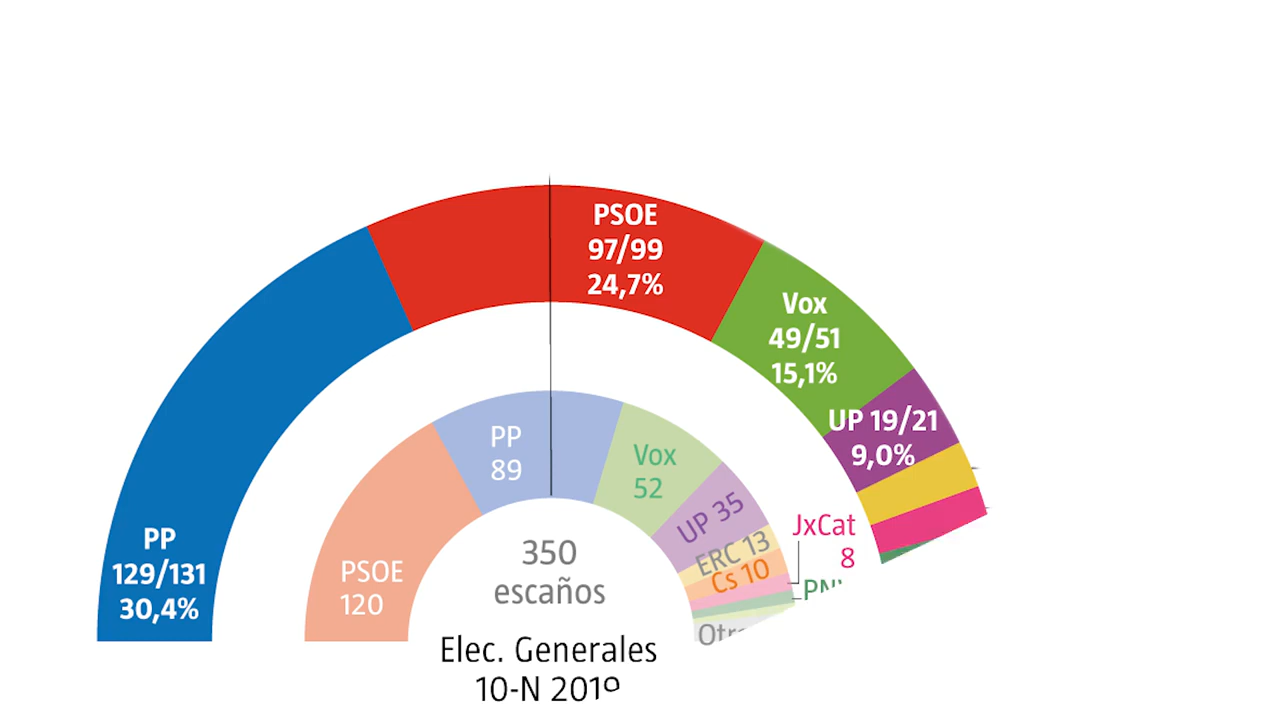 PSOE
97/99
24,7%
Vox
49/51
15,1%
UP 19/21
9,0%
PP
129/131
30,4%
PP
89
Vox
52
UP 35
ERC 13
Cs 10
JxCat
8
PSOE
120
350
escaños
Elec. Generales
10-N